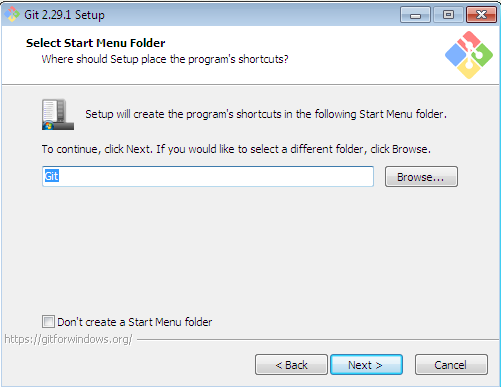 Git 2.29.1 Setup
Select Start Menu Folder
Where should Setup place the program's shortcuts?
Setup will create the program's shortcuts in the following Start Menu folder.
To continue, click Next. If you would like to select a different folder, click Browse.
Git
Browse...
Don't create a Start Menu folder
https://gitforwindows.org/
< Back
Next >
Cancel